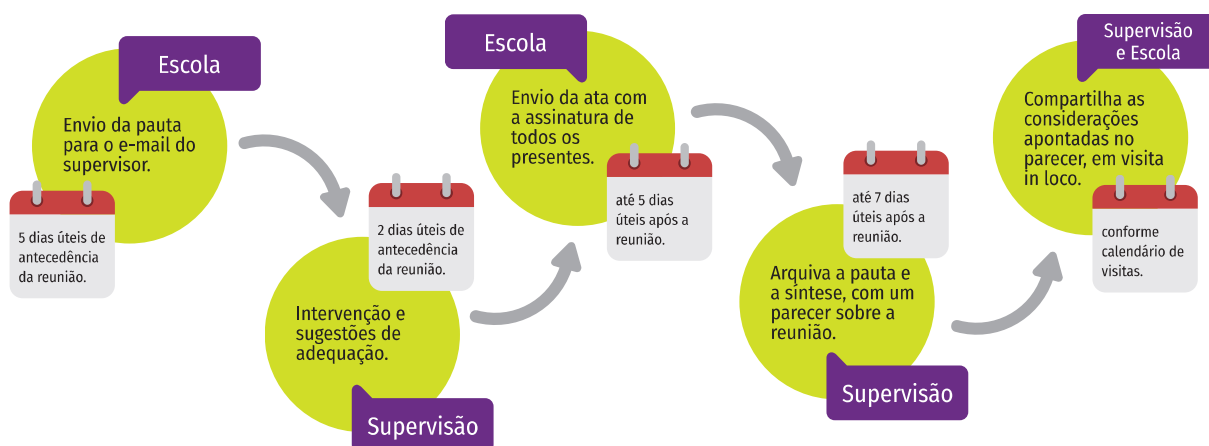 Escola
Envio da pauta
para o e-mail do
supervisor.
5 dias úteis de
antecedência
da reunião.
2 dias úteis de
antecedência
da reunião.
Intervenção e
sugestões de
adequação.
Supervisão
Escola
Envio da ata com
a assinatura de
todos os
presentes.
até 5 dias
úteis após a
reunião.
até 7 dias
úteis após a
reunião.
Arquiva a pauta e
a síntese, com um
parecer sobre a
reunião.
Supervisão
Supervisão
e Escola
Compartilha as
considerações
apontadas no
parecer, em visita
in loco.
conforme
calendário de
visitas.